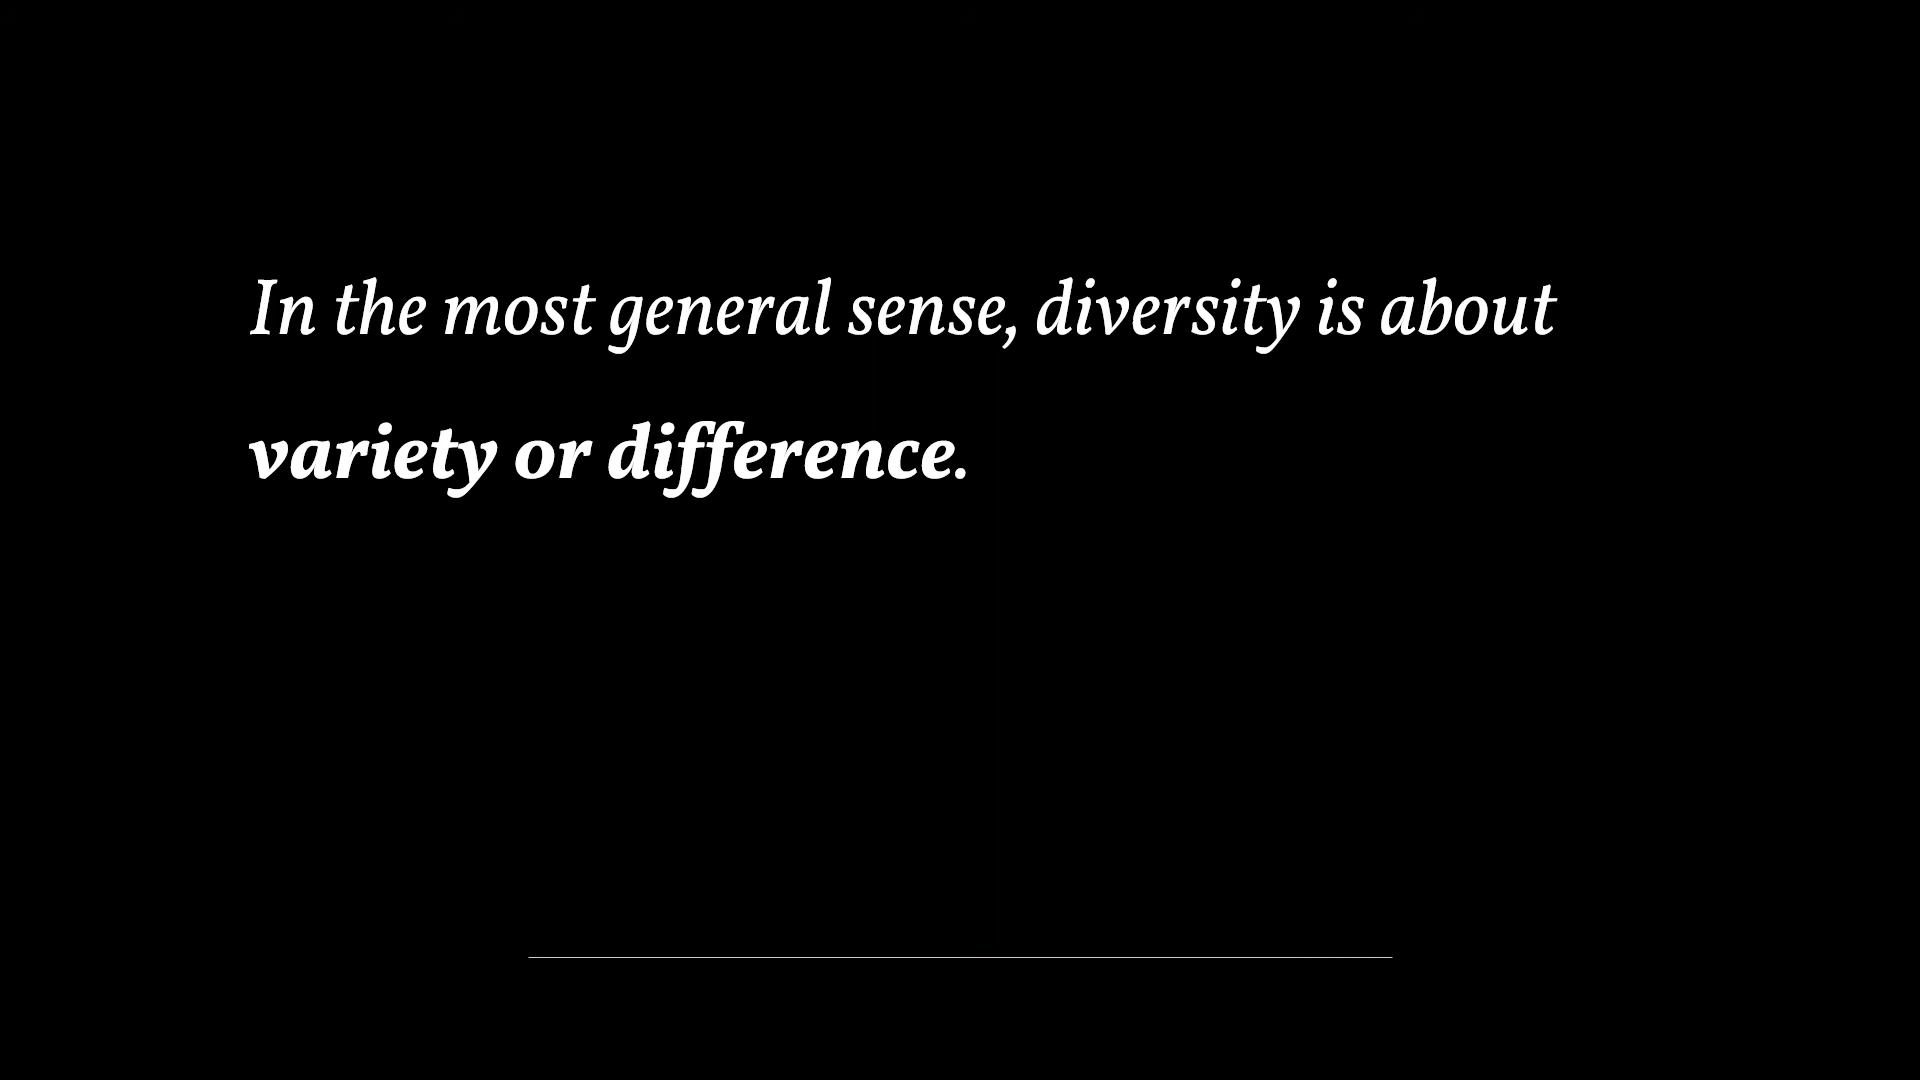 In the most general sense, diversity is about
variety or difference.